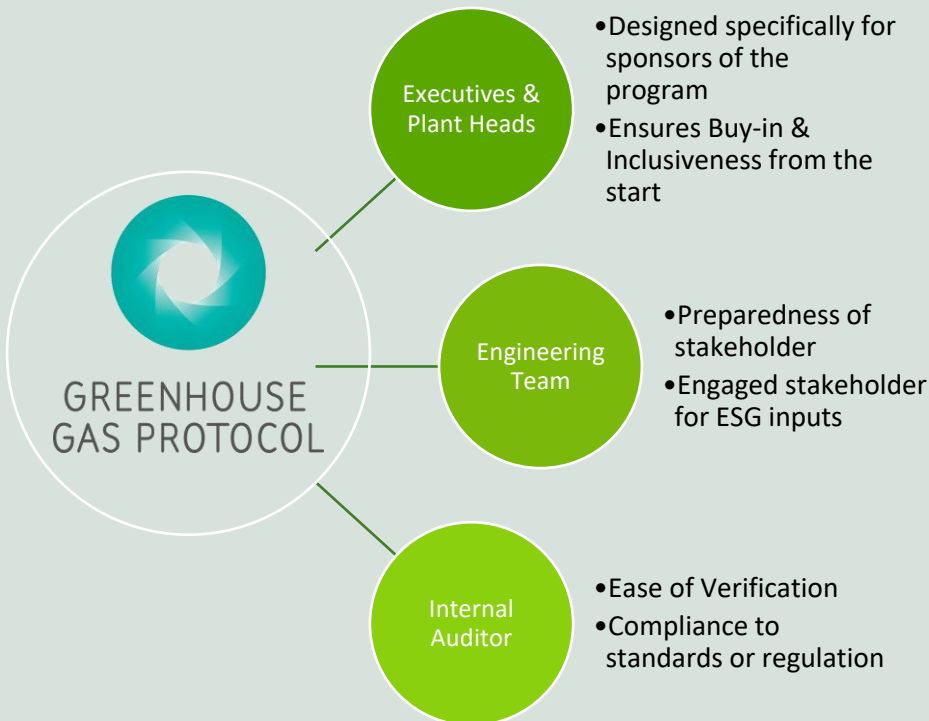 Executives &
Plant Heads
•Designed specifically for
sponsors of the
program
•Ensures Buy-in &
Inclusiveness from the
start
GREENHOUSE
GAS PROTOCOL
Engineering
Team
•Preparedness of
stakeholder
•Engaged stakeholder
for ESG inputs
Internal
Auditor
•Ease of Verification
•Compliance to
standards or regulation